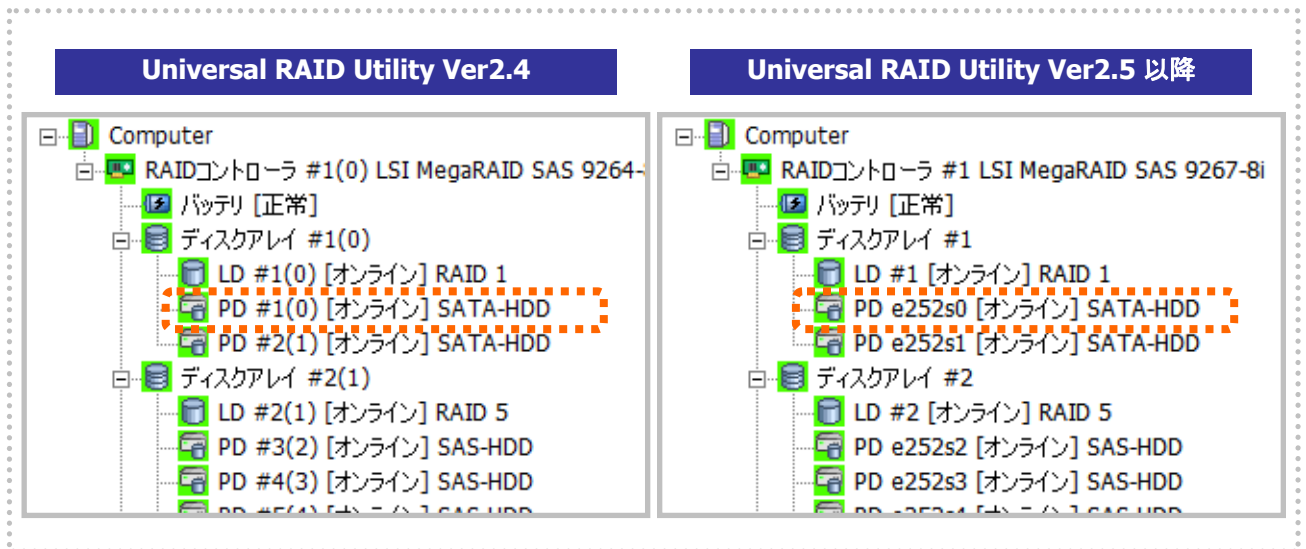 Universal RAID Utility Ver2.4
Computer
RAIDコントローラ #1(0) LSI MegaRAID SAS 9264-
バッテリ [正常]
ディスクアレイ #1(0)
LD #1(0) [オンライン] RAID 1
PD #1(0) [オンライン] SATA-HDD
PD #2(1) [オンライン] SATA-HDD
ディスクアレイ #2(1)
LD #2(1) [オンライン] RAID 5
PD #3(2) [オンライン] SAS-HDD
PD #4(3) [オンライン] SAS-HDD
Universal RAID Utility Ver2.5 以降
Computer
RAIDコントローラ #1 LSI MegaRAID SAS 9267-8i
バッテリ [正常]
ディスクアレイ #1
LD #1 [オンライン] RAID 1
PD e252s0 [オンライン] SATA-HDD
PD e252s1 [オンライン] SATA-HDD
ディスクアレイ #2
LD #2 [オンライン] RAID 5
PD e252s2 [オンライン] SAS-HDD
PD e252s3 [オンライン] SAS-HDD